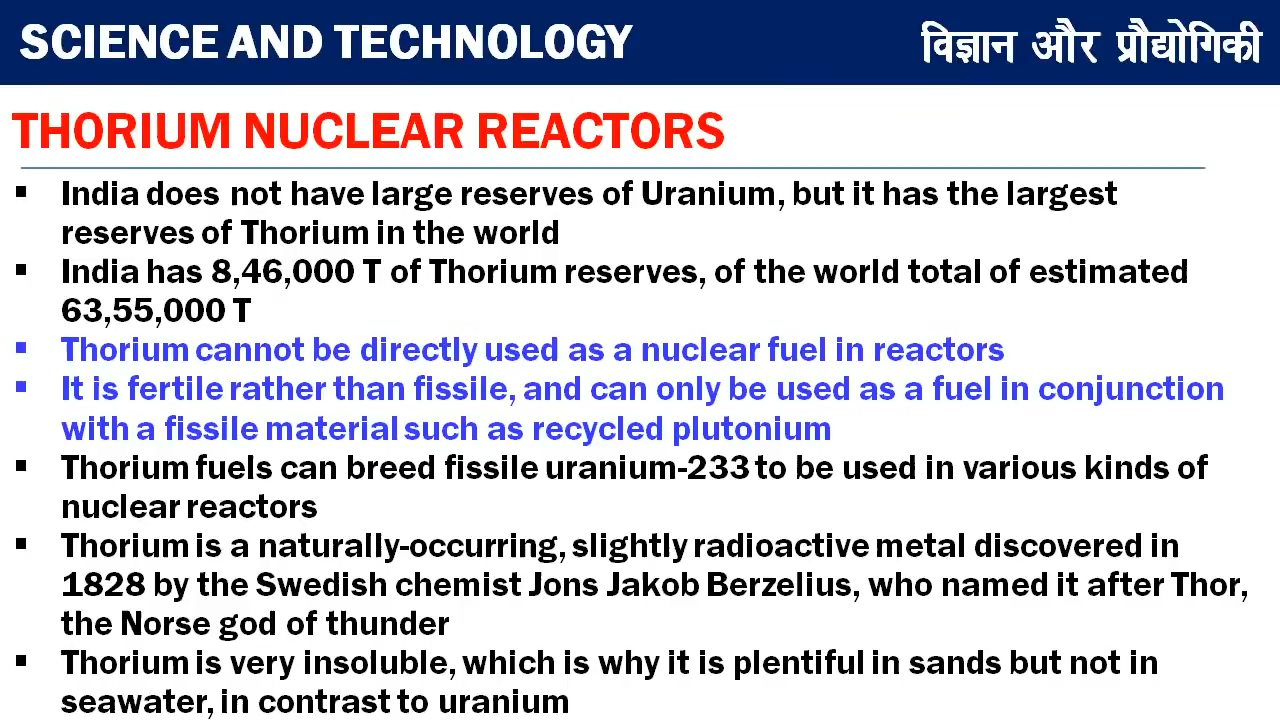 SCIENCE AND TECHNOLOGY
विज्ञान और प्रौद्योगिकी
THORIUM NUCLEAR REACTORS
▪ India does not have large reserves of Uranium, but it has the largest
reserves of Thorium in the world
▪ India has 8,46,000 T of Thorium reserves, of the world total of estimated
63,55,000 T
▪ Thorium cannot be directly used as a nuclear fuel in reactors
▪ It is fertile rather than fissile, and can only be used as a fuel in conjunction
with a fissile material such as recycled plutonium
▪ Thorium fuels can breed fissile uranium-233 to be used in various kinds of
nuclear reactors
▪ Thorium is a naturally-occurring, slightly radioactive metal discovered in
1828 by the Swedish chemist Jons Jakob Berzelius, who named it after Thor,
the Norse god of thunder
▪ Thorium is very insoluble, which is why it is plentiful in sands but not in
seawater, in contrast to uranium